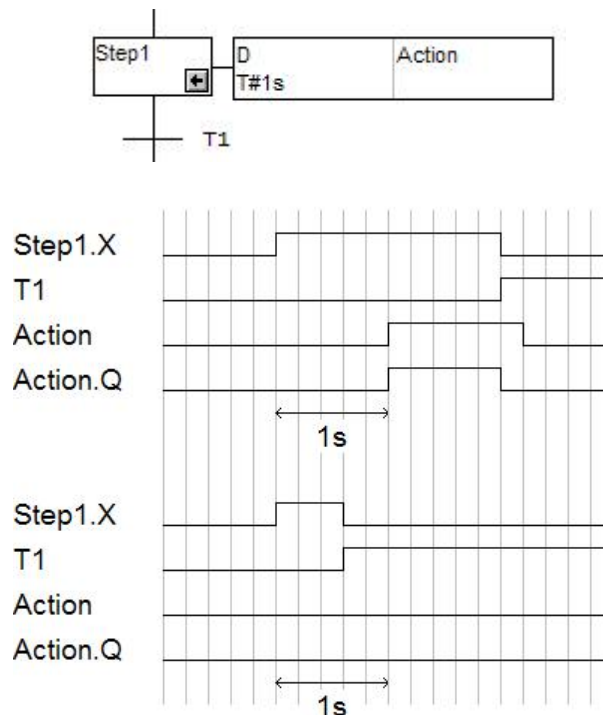 Step1 D Action
T#1s
T1
Step1.X
T1
Action
Action.Q
1s
Step1.X
T1
Action
Action.Q
1s